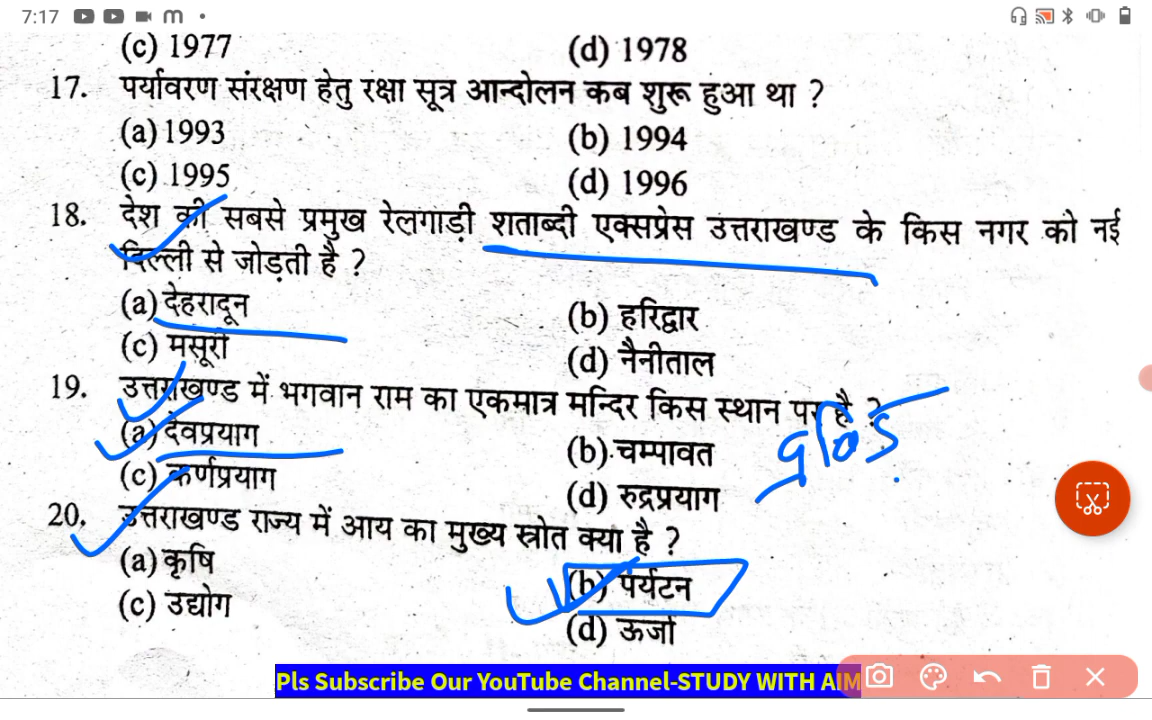 7:17
(c) 1977 (d) 1978
17. पर्यावरण संरक्षण हेतु रक्षा सूत्र आन्दोलन कब शुरू हुआ था ?
(a) 1993 (b) 1994
(c) 1995 (d) 1996
18. देश की सबसे प्रमुख रेलगाड़ी शताब्दी एक्सप्रेस उत्तराखण्ड के किस नगर को नई
दिल्ली से जोड़ती है ?
(a) देहरादून (b) हरिद्वार
(c) मसूरी (d) नैनीताल
19. उत्तराखण्ड में भगवान राम का एकमात्र मन्दिर किस स्थान पर है ?
(a) देवप्रयाग (b) चम्पावत
(c) कर्णप्रयाग (d) रुद्रप्रयाग
20. उत्तराखण्ड राज्य में आय का मुख्य स्रोत क्या है ?
(a) कृषि (b) पर्यटन
(c) उद्योग (d) ऊर्जा
Pls Subscribe Our YouTube Channel-STUDY WITH AIM